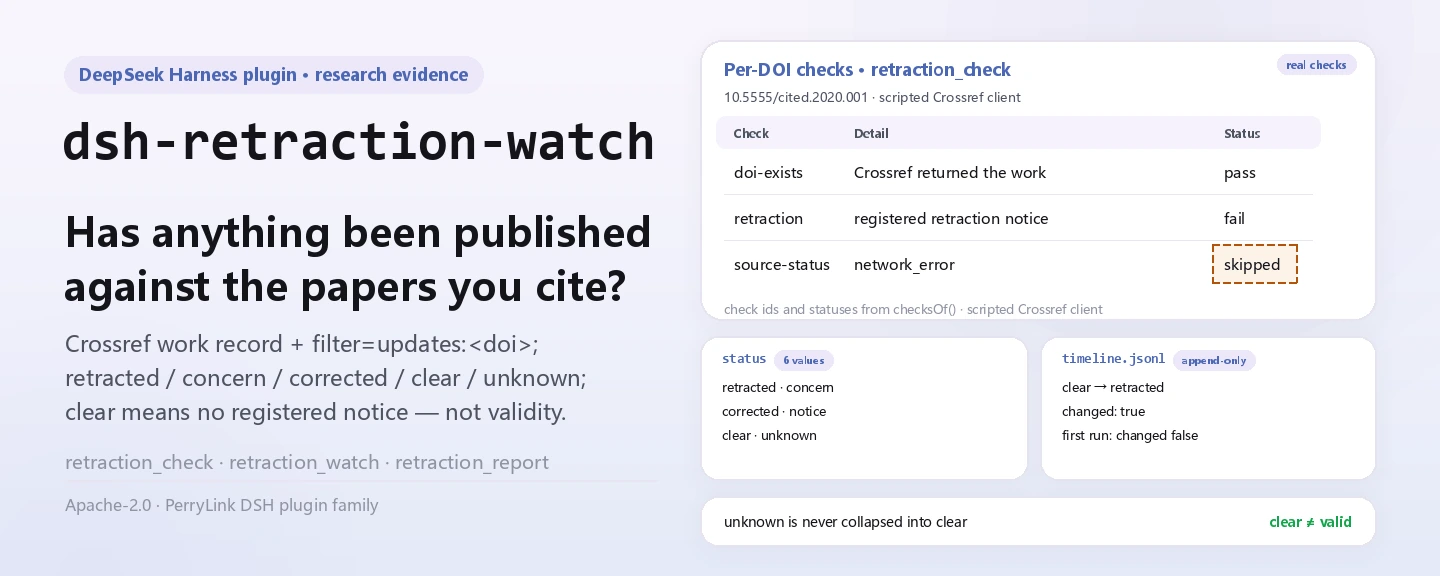 DeepSeek Harness plugin • research evidence
dsh-retraction-watch
Has anything been published
against the papers you cite?
Crossref work record + filter=updates:<doi>;
retracted / concern / corrected / clear / unknown;
clear means no registered notice — not validity.
retraction_check · retraction_watch · retraction_report
Apache-2.0 · PerryLink DSH plugin family
Per-DOI checks • retraction_check
real checks
10.5555/cited.2020.001 · scripted Crossref client
Check Detail Status
doi-exists Crossref returned the work pass
retraction registered retraction notice fail
source-status network_error skipped
check ids and statuses from checksOf() · scripted Crossref client
status 6 values
retracted · concern
corrected · notice
clear · unknown
timeline.jsonl append-only
clear → retracted
changed: true
first run: changed false
unknown is never collapsed into clear
clear ≠ valid